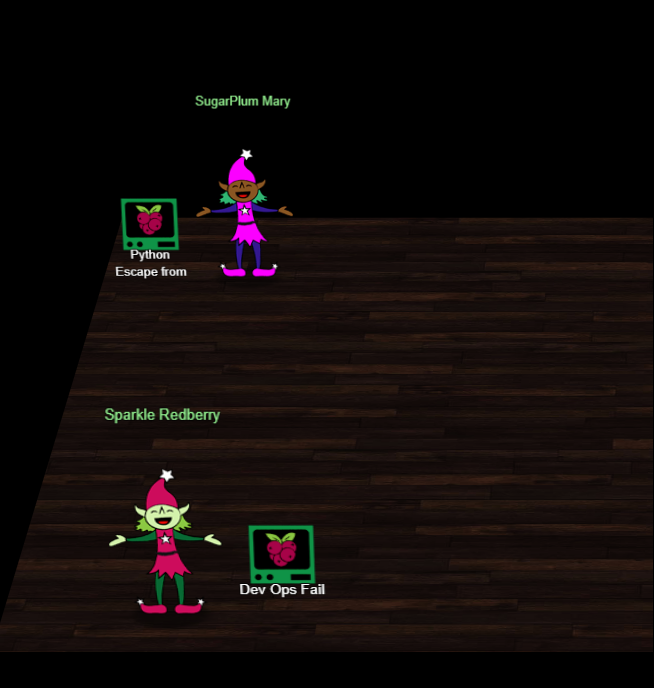 SugarPlum Mary
Python
Escape from
Sparkle Redberry
Dev Ops Fail